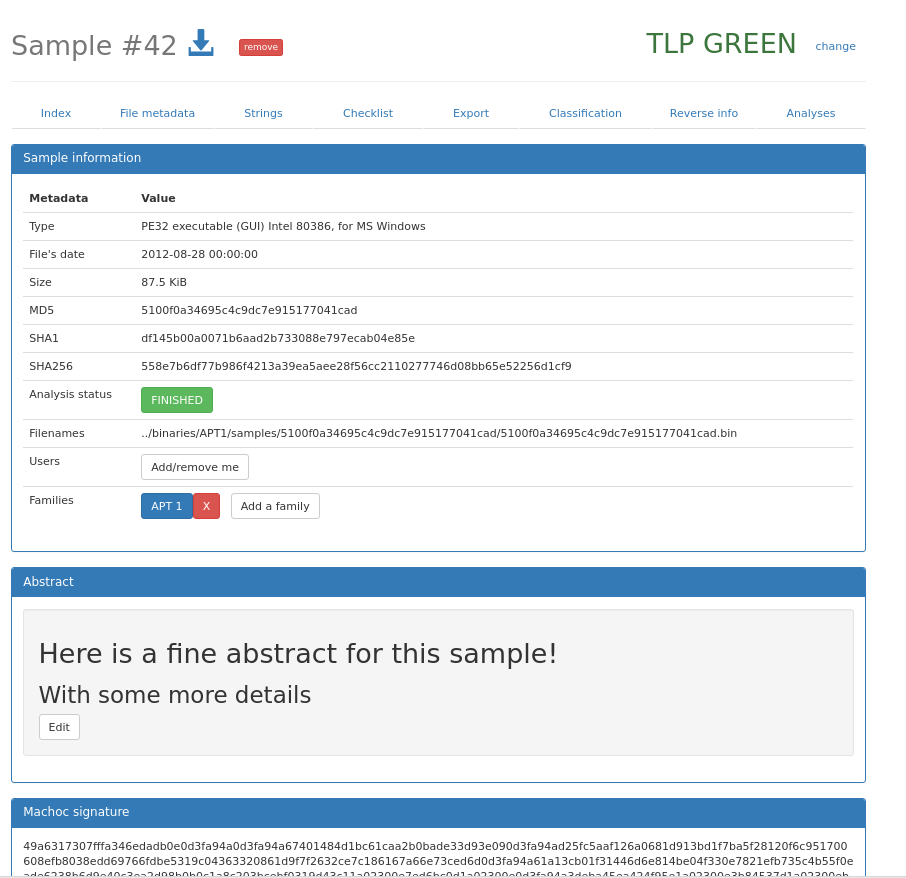 Sample #42 remove TLP GREEN change
Index File metadata Strings Checklist Export Classification Reverse info Analyses
Sample information
Metadata Value
Type PE32 executable (GUI) Intel 80386, for MS Windows
File's date 2012-08-28 00:00:00
Size 87.5 KiB
MD5 5100f0a34695c4c9dc7e915177041cad
SHA1 df145b00a0071b6aad2b733088e797ecab04e85e
SHA256 558e7b6df77b986f4213a39ea5aee28f56cc2110277746d08bb65e52256d1cf9
Analysis status FINISHED
Filenames ../binaries/APT1/samples/5100f0a34695c4c9dc7e915177041cad/5100f0a34695c4c9dc7e915177041cad.bin
Users Add/remove me
Families APT 1 X Add a family
Abstract
Here is a fine abstract for this sample!
With some more details
Edit
Machoc signature
49a6317307fffa346edadb0e0d3fa94a0d3fa94a67401484d1bc61caa2b0bade33d93e090d3fa94ad25fc5aaf126a0681d913bd1f7ba5f28120f6c951700
608efb8038edd69766fdbe5319c04363320861d9f7f2632ce7c186167a66e73ced6d0d3fa94a61a13cb01f31446d6e814be04f330e7821efb735c4b55f0e